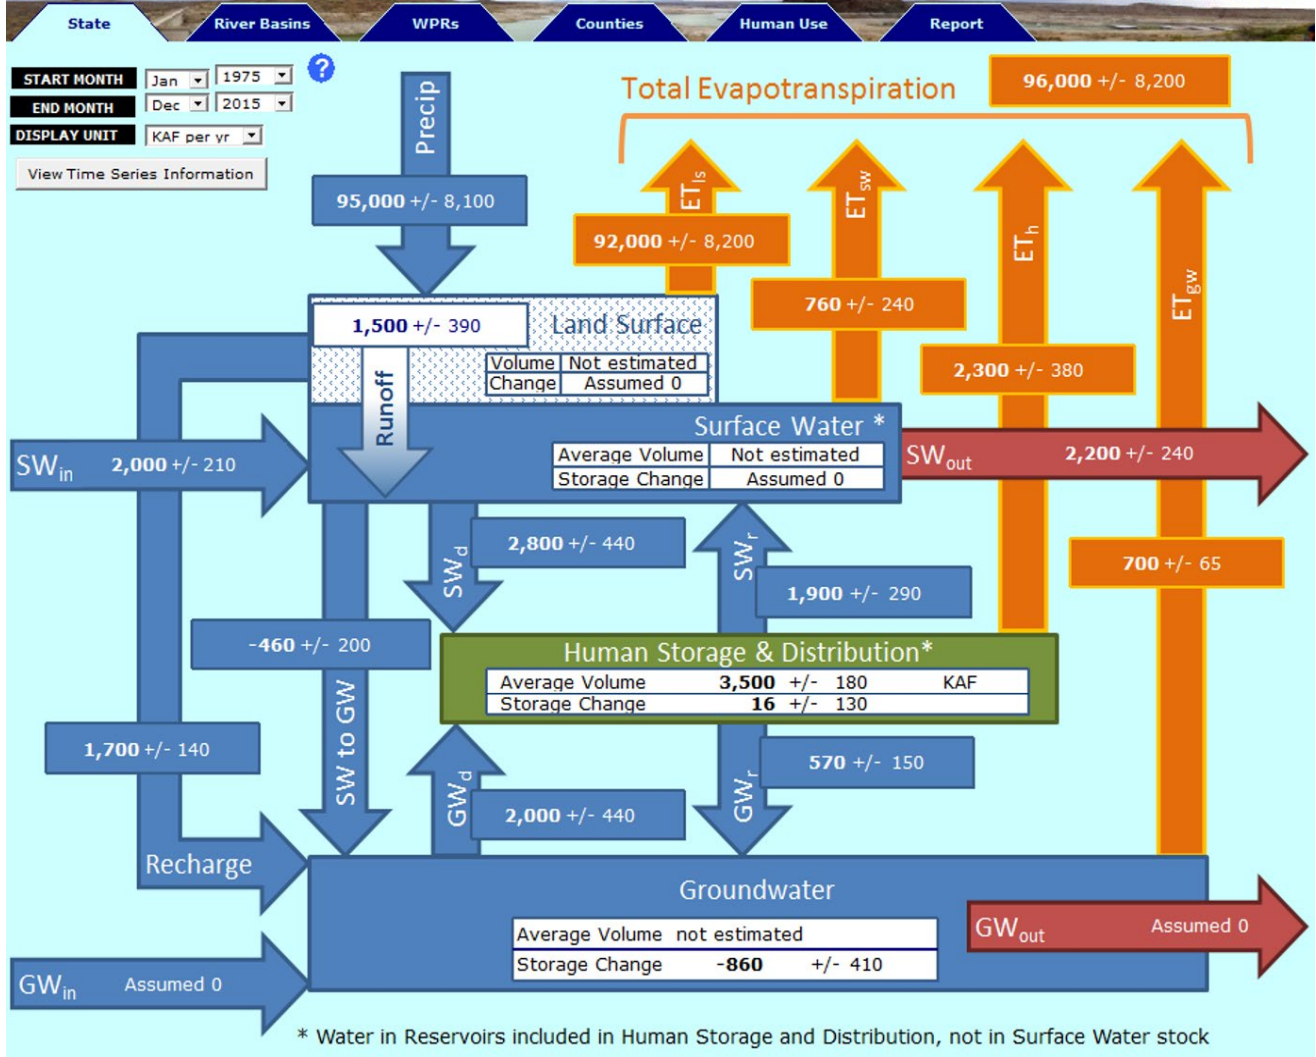 State River Basins WPRs Counties Human Use Report
START MONTH Jan 1975 ?
END MONTH Dec 2015
DISPLAY UNIT KAF per yr
View Time Series Information
Precip
95,000 +/- 8,100
Total Evapotranspiration 96,000 +/- 8,200
ETls
92,000 +/- 8,200
ETsw
760 +/- 240
ETh
2,300 +/- 380
ETgw
700 +/- 65
1,500 +/- 390 Land Surface
Volume Not estimated
Change Assumed 0
Runoff
Surface Water *
Average Volume Not estimated
Storage Change Assumed 0
SWin 2,000 +/- 210
SWout 2,200 +/- 240
SWd
2,800 +/- 440
SWr
1,900 +/- 290
-460 +/- 200
SW to GW
Human Storage & Distribution*
Average Volume 3,500 +/- 180 KAF
Storage Change 16 +/- 130
1,700 +/- 140
Recharge
GWd
2,000 +/- 440
GWr
570 +/- 150
Groundwater
Average Volume not estimated
Storage Change -860 +/- 410
GWout Assumed 0
GWin Assumed 0
* Water in Reservoirs included in Human Storage and Distribution, not in Surface Water stock